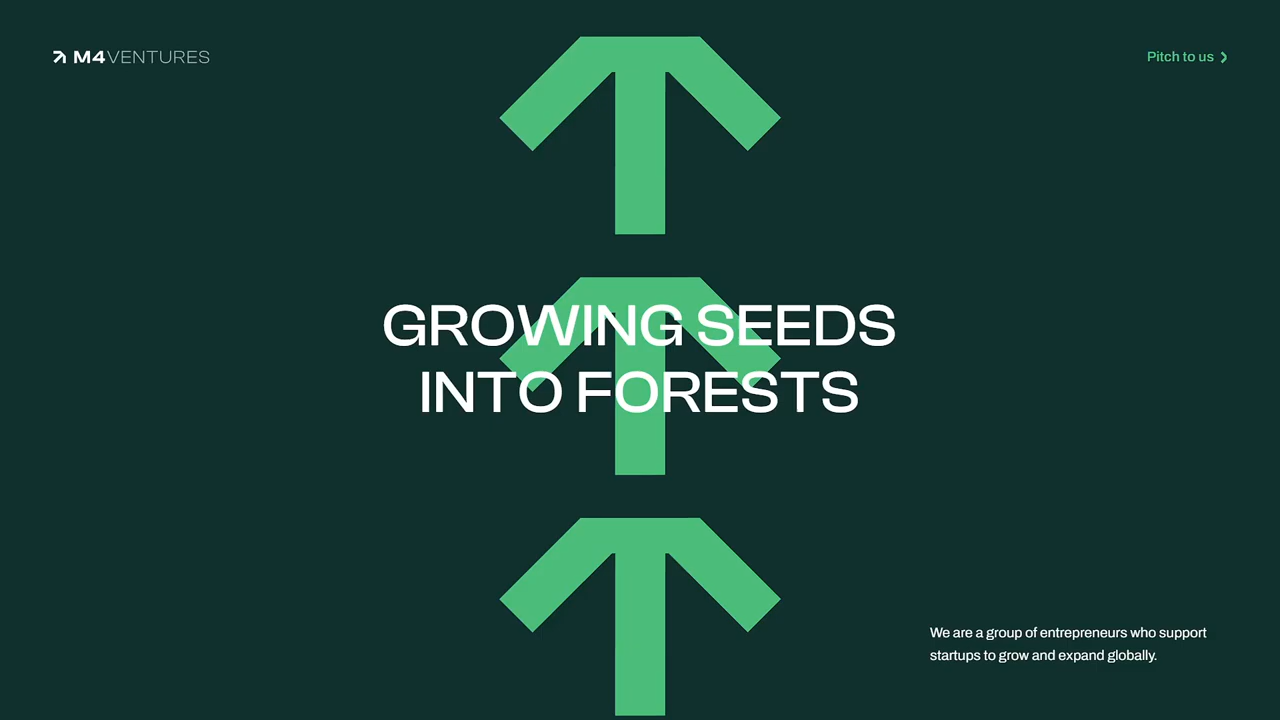 M4VENTURES
Pitch to us
GROWING SEEDS
INTO FORESTS
We are a group of entrepreneurs who support
startups to grow and expand globally.